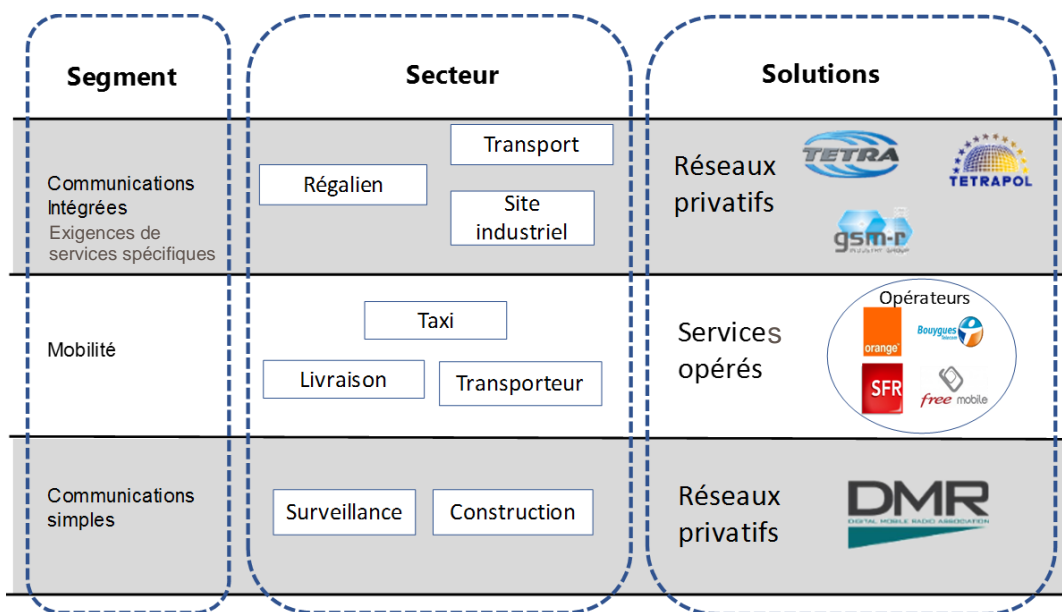 Segment
Secteur
Solutions
Communications
Intégrées
Exigences de
services spécifiques
Transport
Régalien
Site
industriel
Réseaux
privatifs
TETRA
TETRAPOL
gsm-r
Mobilité
Taxi
Livraison
Transporteur
Services
opérés
Opérateurs
orange
Bouygues
Telecom
SFR
free mobile
Communications
simples
Surveillance
Construction
Réseaux
privatifs
DMR
DIGITAL MOBILE RADIO ASSOCIATION